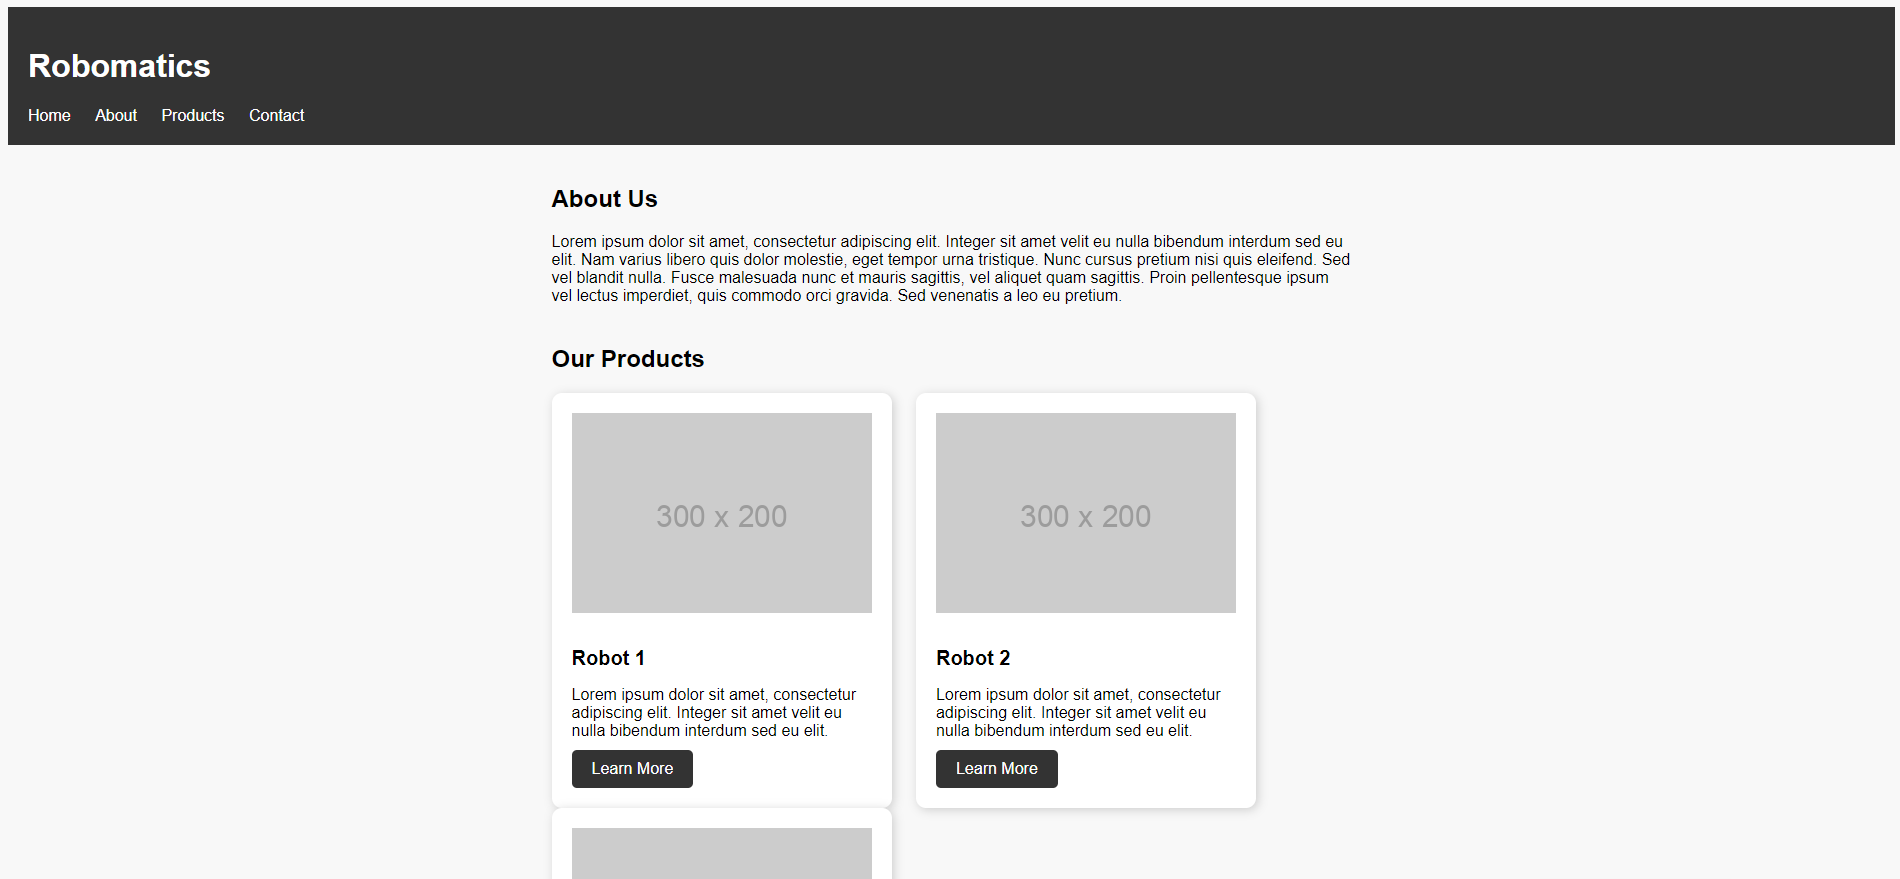 Robomatics
Home About Products Contact
About Us
Lorem ipsum dolor sit amet, consectetur adipiscing elit. Integer sit amet velit eu nulla bibendum interdum sed eu
elit. Nam varius libero quis dolor molestie, eget tempor urna tristique. Nunc cursus pretium nisi quis eleifend. Sed
vel blandit nulla. Fusce malesuada nunc et mauris sagittis, vel aliquet quam sagittis. Proin pellentesque ipsum
vel lectus imperdiet, quis commodo orci gravida. Sed venenatis a leo eu pretium.
Our Products
300 x 200
Robot 1
Lorem ipsum dolor sit amet, consectetur
adipiscing elit. Integer sit amet velit eu
nulla bibendum interdum sed eu elit.
Learn More
300 x 200
Robot 2
Lorem ipsum dolor sit amet, consectetur
adipiscing elit. Integer sit amet velit eu
nulla bibendum interdum sed eu elit.
Learn More